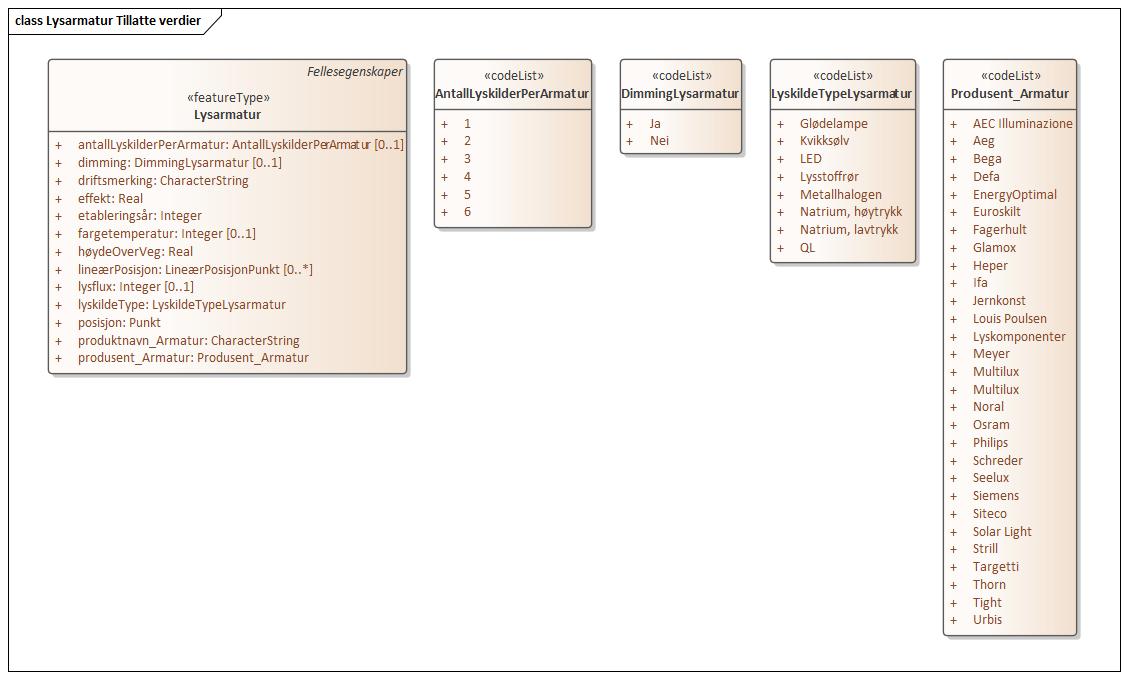 class Lysarmatur Tillatte verdier
Fellesegenskaper
«featureType»
Lysarmatur
+ antallLyskilderPerArmatur: AntallLyskilderPerArmatur [0..1]
+ dimming: DimmingLysarmatur [0..1]
+ driftsmerking: CharacterString
+ effekt: Real
+ etableringsår: Integer
+ fargetemperatur: Integer [0..1]
+ høydeOverVeg: Real
+ lineærPosisjon: LineærPosisjonPunkt [0..*]
+ lysflux: Integer [0..1]
+ lyskildeType: LyskildeTypeLysarmatur
+ posisjon: Punkt
+ produktnavn_Armatur: CharacterString
+ produsent_Armatur: Produsent_Armatur
«codeList»
AntallLyskilderPerArmatur
+ 1
+ 2
+ 3
+ 4
+ 5
+ 6
«codeList»
DimmingLysarmatur
+ Ja
+ Nei
«codeList»
LyskildeTypeLysarmatur
+ Glødelampe
+ Kvikksølv
+ LED
+ Lysstoffrør
+ Metallhalogen
+ Natrium, høytrykk
+ Natrium, lavtrykk
+ QL
«codeList»
Produsent_Armatur
+ AEC Illuminazione
+ Aeg
+ Bega
+ Defa
+ EnergyOptimal
+ Euroskilt
+ Fagerhult
+ Glamox
+ Heper
+ Ifa
+ Jernkonst
+ Louis Poulsen
+ Lyskomponenter
+ Meyer
+ Multilux
+ Multilux
+ Noral
+ Osram
+ Philips
+ Schreder
+ Seelux
+ Siemens
+ Siteco
+ Solar Light
+ Strill
+ Targetti
+ Thorn
+ Tight
+ Urbis